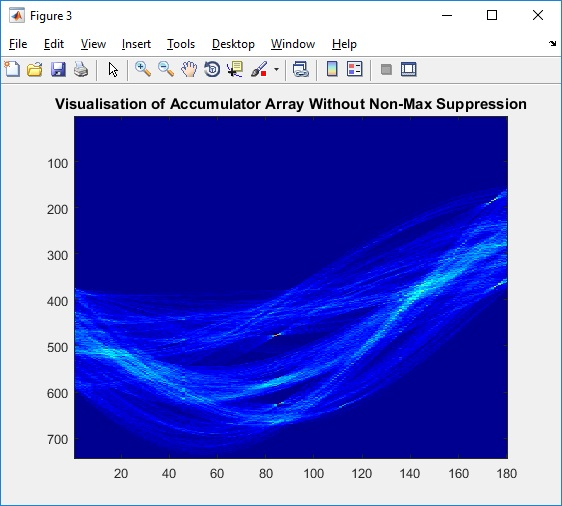 Figure 3
File Edit View Insert Tools Desktop Window Help
Visualisation of Accumulator Array Without Non-Max Suppression
100
200
300
400
500
600
700
20 40 60 80 100 120 140 160 180